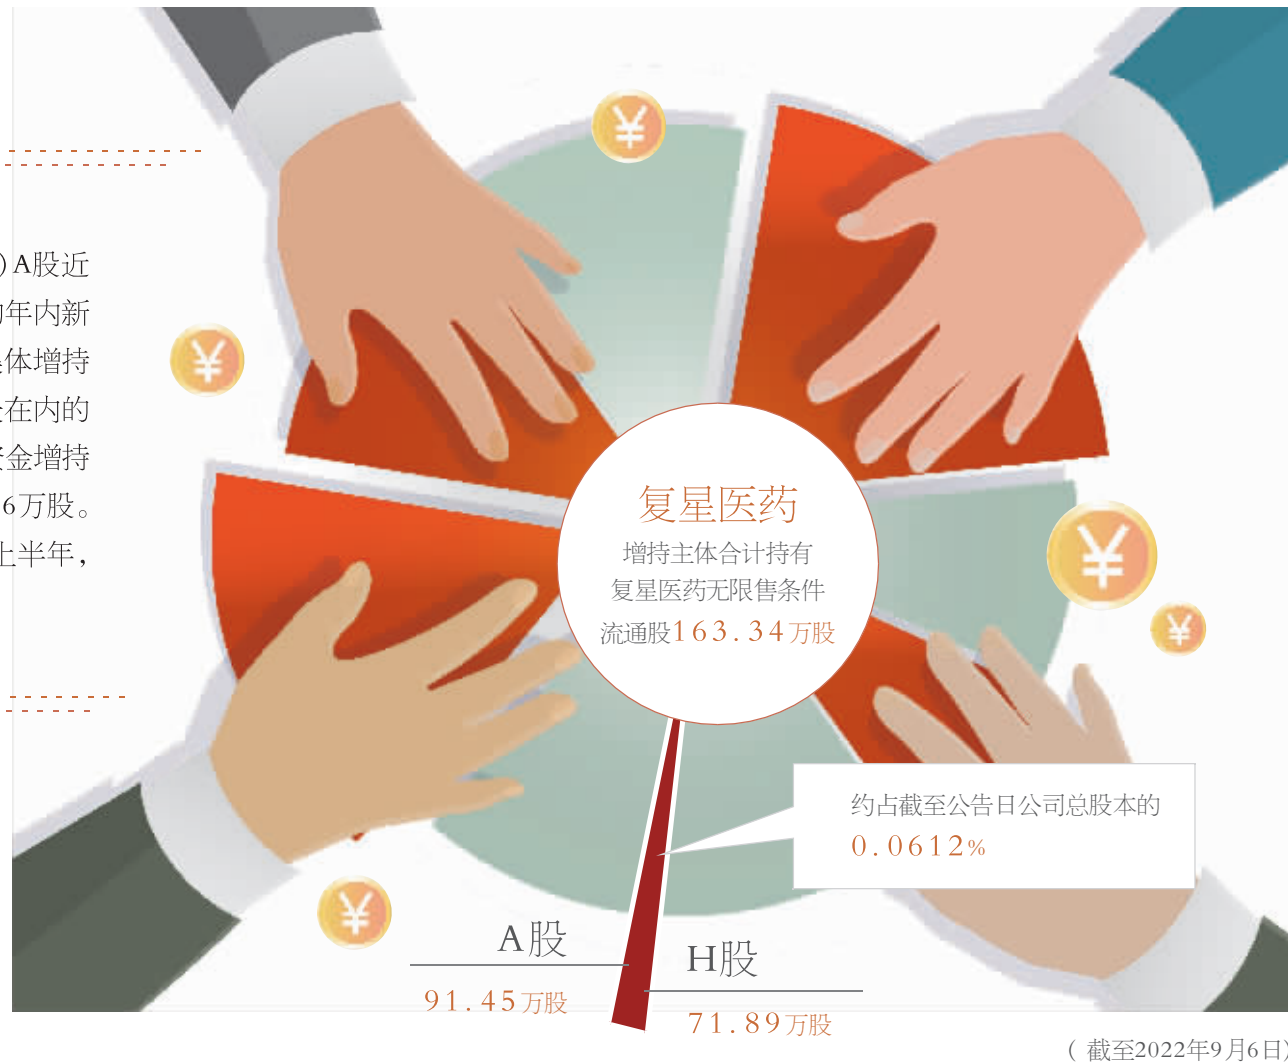 )A股近
年内新
体增持
在内的
金增持
6万股。
上半年，
复星医药
增持主体合计持有
复星医药无限售条件
流通股163.34万股
约占截至公告日公司总股本的
0.0612%
A股
91.45万股
H股
71.89万股
(截至2022年9月6日)
¥
¥
¥
¥
¥